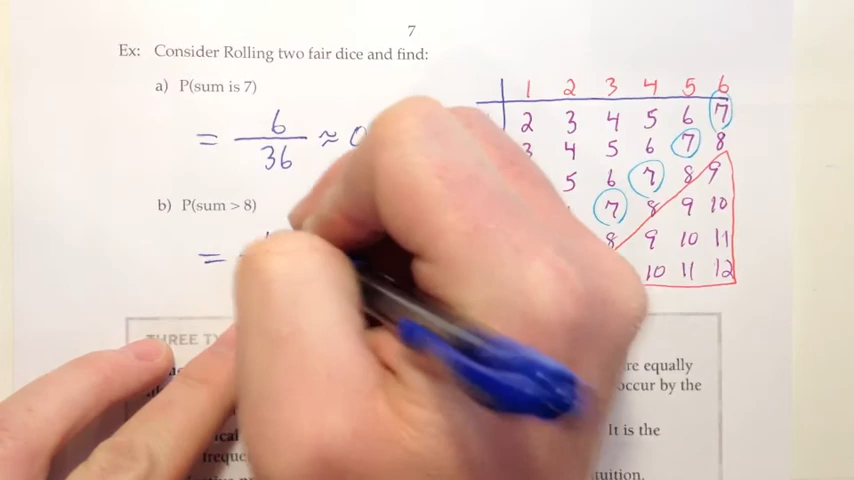 7
Ex: Consider Rolling two fair dice and find:
a) P(sum is 7)
1 2 3 4 5 6
2 3 4 5 6 7
3 4 5 6 7 8
= 6/36 ≈ 0
5 6 7 8 9
b) P(sum > 8)
7 8 9 10
=
8 9 10 11
10 11 12
THREE
re equally
occur by the
It is the